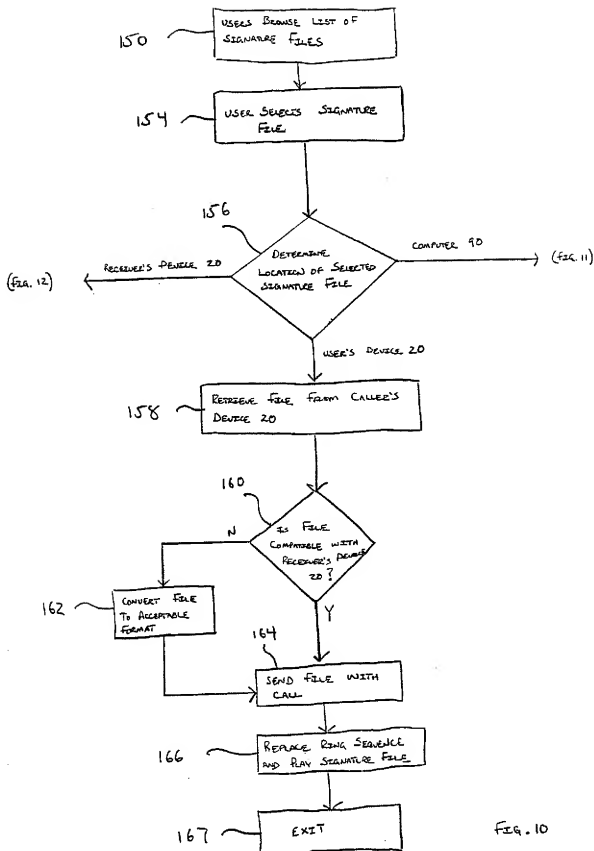 150
USERS BROWSE LIST OF
SIGNATURE FILES
154
USER SELECTS SIGNATURE
FILE
156
DETERMINE
LOCATION OF SELECTED
SIGNATURE FILE
RECEIVER'S DEVICE 20
(FIG. 12)
COMPUTER 90
(FIG. 11)
USER'S DEVICE 20
158
RETRIEVE FILE FROM CALLER'S
DEVICE 20
160
IS FILE
COMPATIBLE WITH
RECEIVER'S DEVICE
20?
N
Y
162
CONVERT FILE
TO ACCEPTABLE
FORMAT
164
SEND FILE WITH
CALL
166
REPLACE RING SEQUENCE
AND PLAY SIGNATURE FILE
167
EXIT
FIG. 10